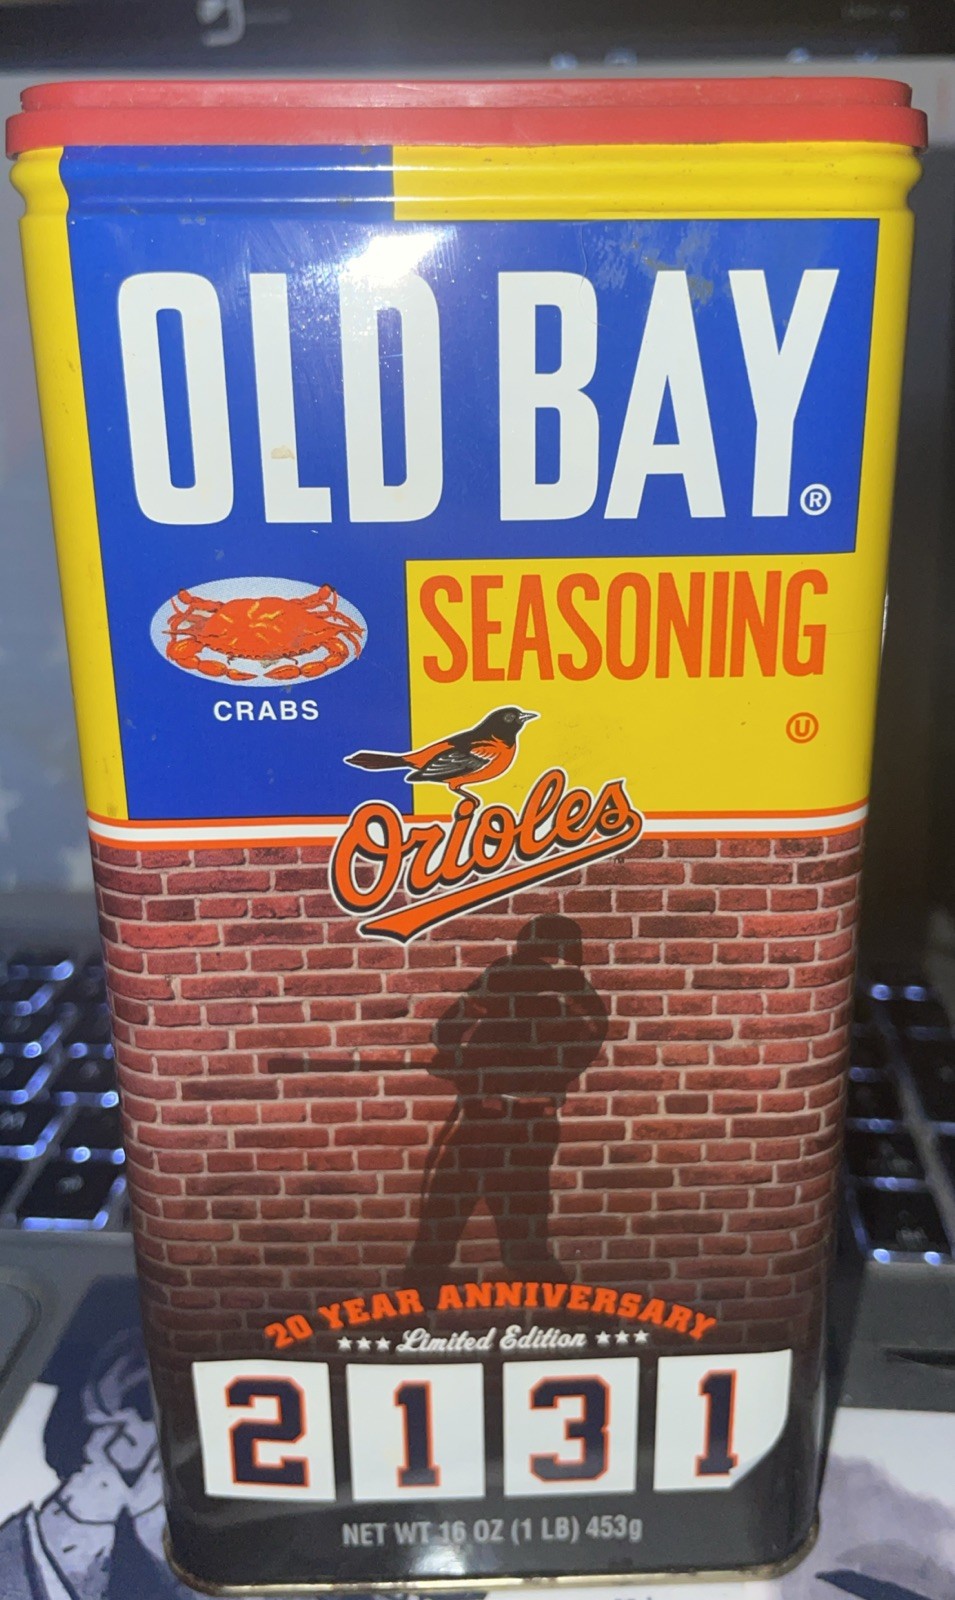 OLD BAY®
SEASONING
CRABS
U
Orioles
20 YEAR ANNIVERSARY
*** Limited Edition ***
2131
NET WT 16 OZ (1 LB) 453g